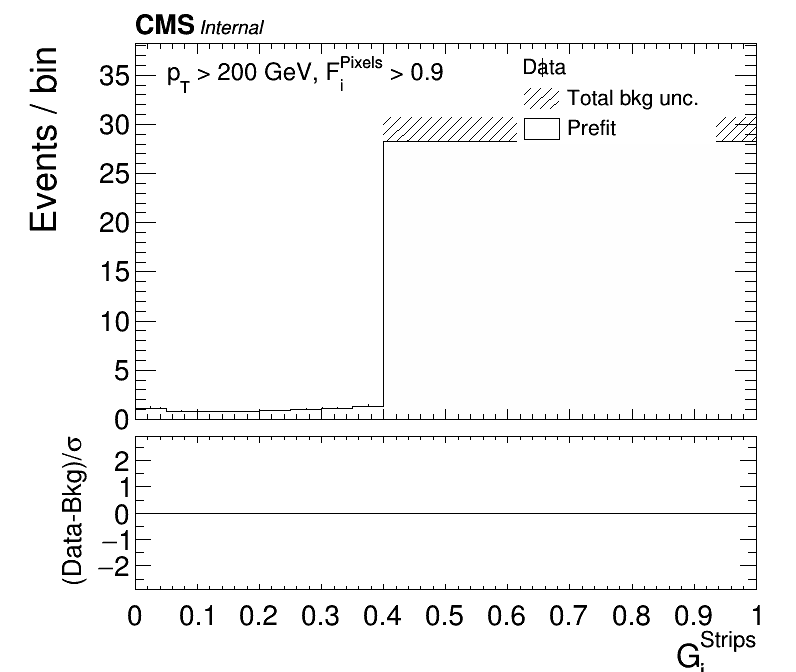 CMS Internal
p_T > 200 GeV, F_i^Pixels > 0.9
Data
Total bkg unc.
Prefit
Events / bin
35
30
25
20
15
10
5
0
(Data-Bkg)/σ
2
1
0
−1
−2
0 0.1 0.2 0.3 0.4 0.5 0.6 0.7 0.8 0.9 1
G_i^Strips